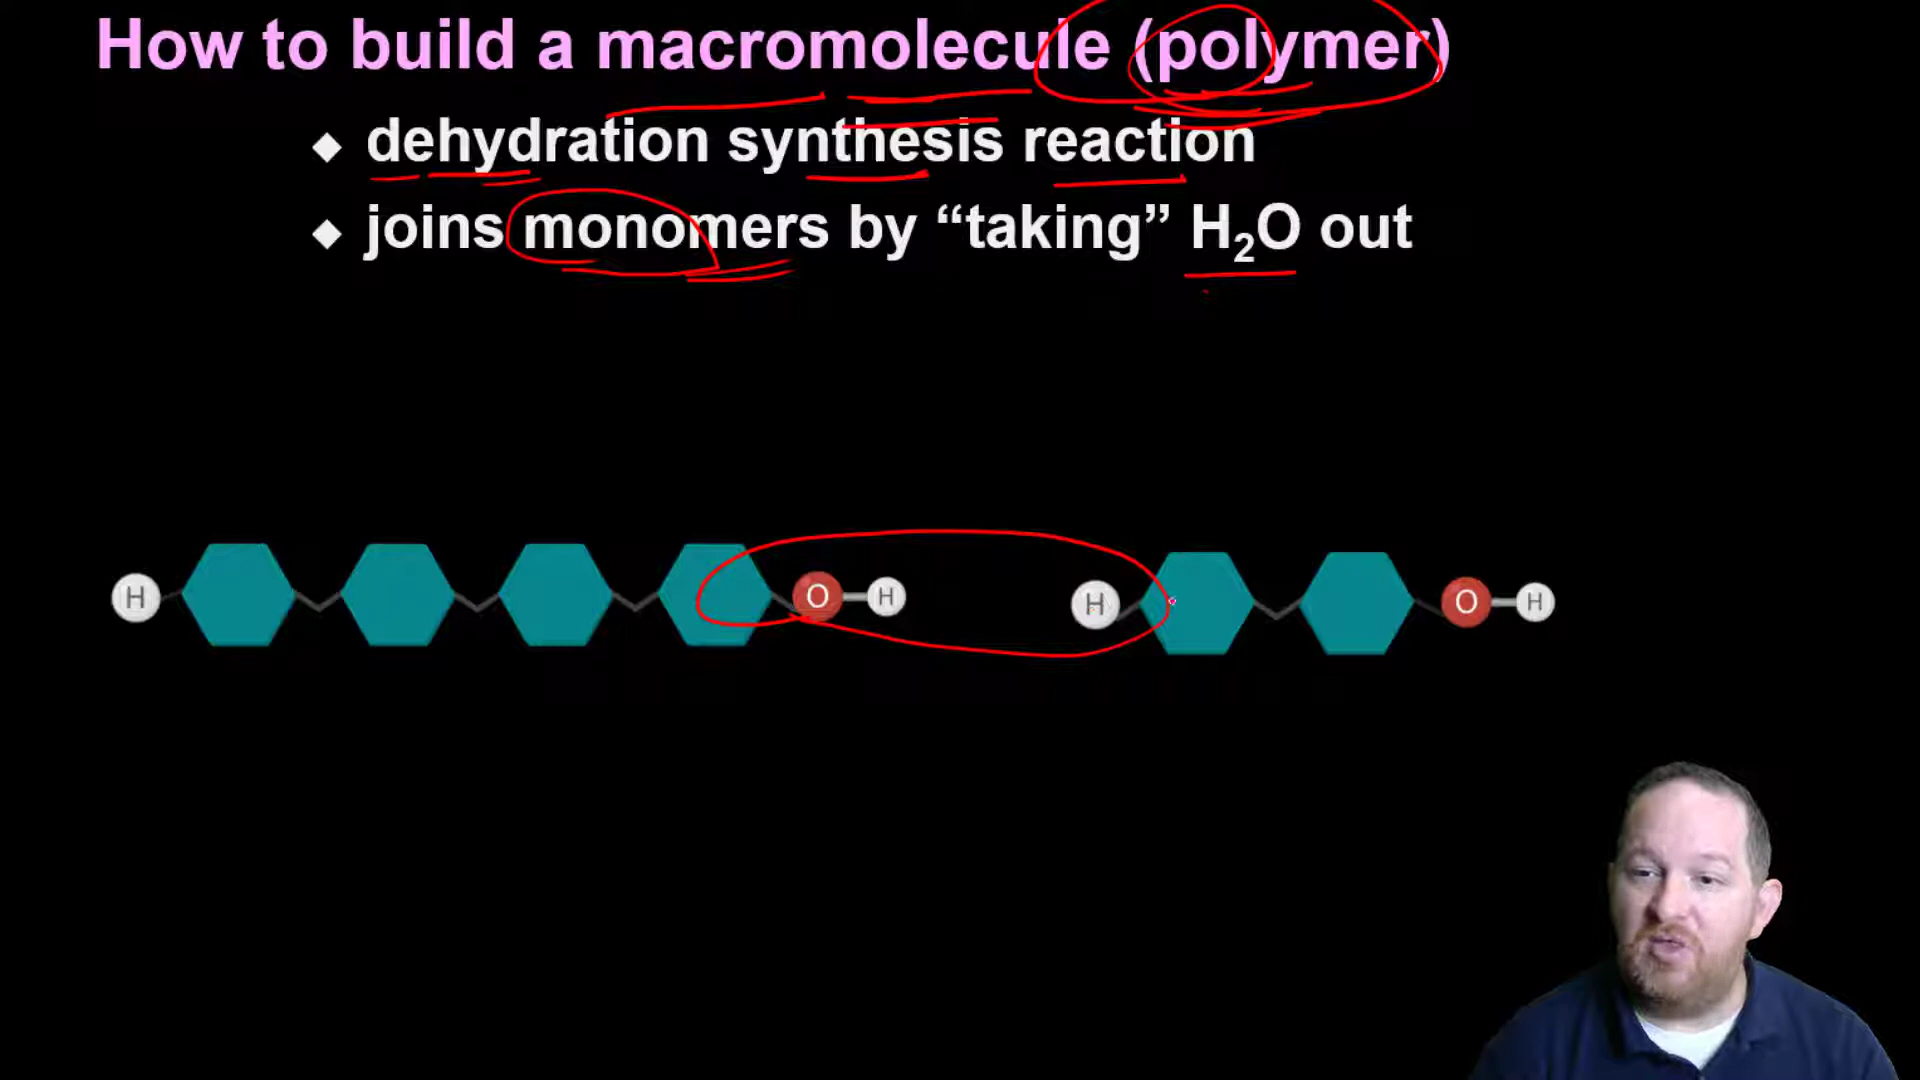 How to build a macromolecule (polymer)
◆ dehydration synthesis reaction
◆ joins monomers by “taking” H₂O out
H O H H O H